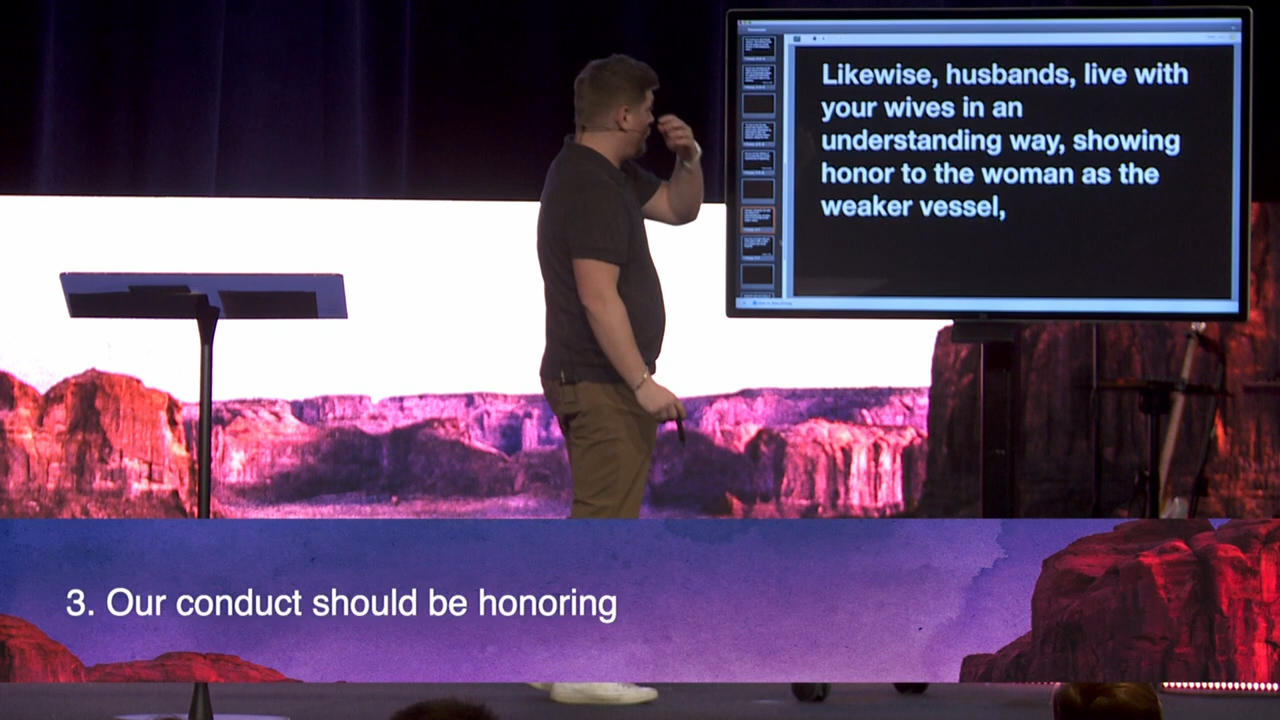 Likewise, husbands, live with
your wives in an
understanding way, showing
honor to the woman as the
weaker vessel,
3. Our conduct should be honoring